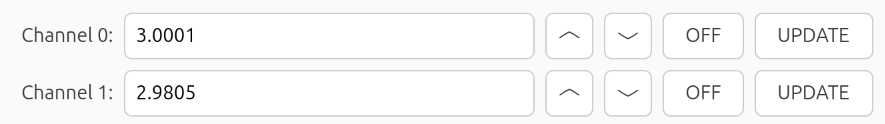 Channel 0: 3.0001 OFF UPDATE
Channel 1: 2.9805 OFF UPDATE